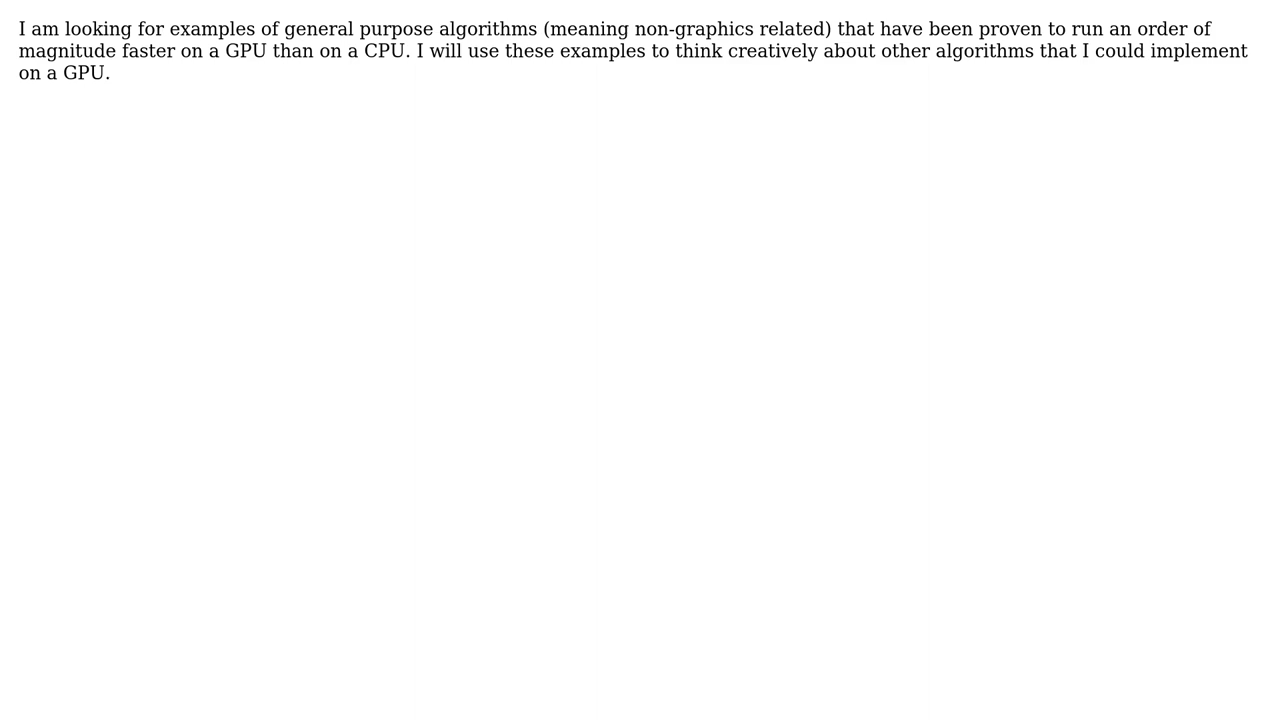 I am looking for examples of general purpose algorithms (meaning non-graphics related) that have been proven to run an order of
magnitude faster on a GPU than on a CPU. I will use these examples to think creatively about other algorithms that I could implement
on a GPU.